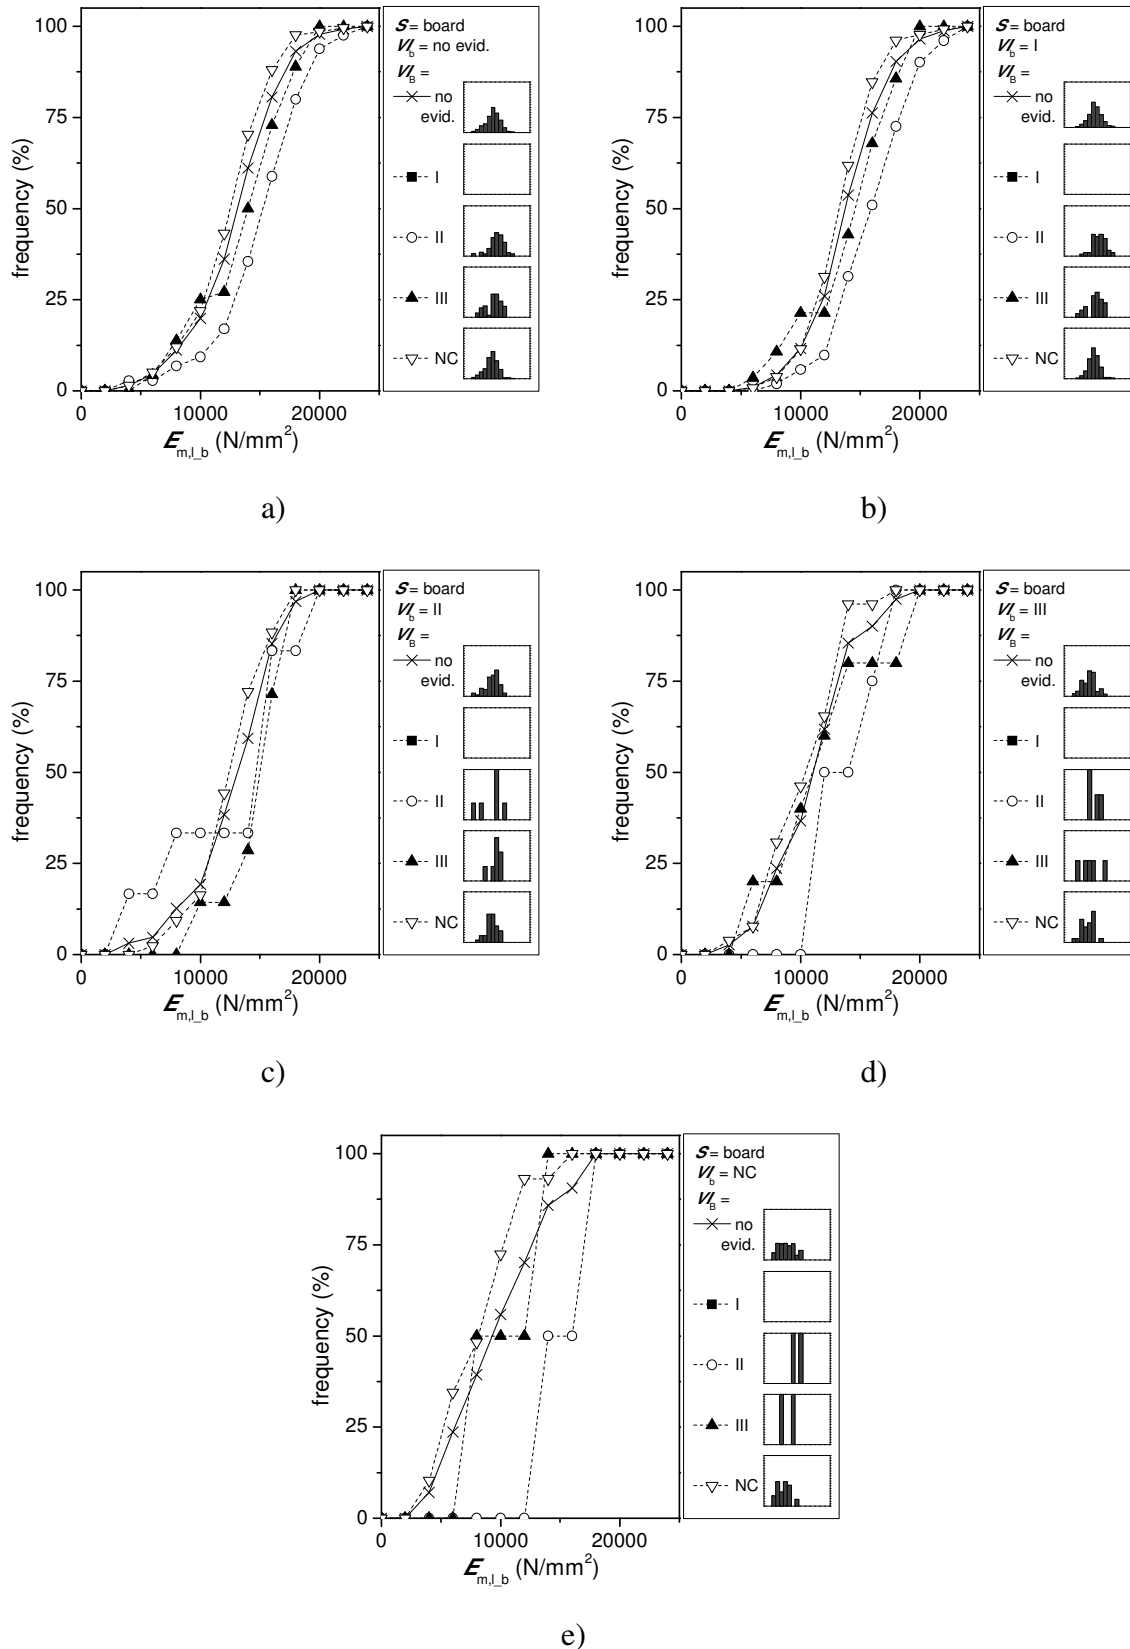 100
75
50
25
0
frequency (%)
0 10000 20000
E_m,l_b (N/mm²)
S = board
VI_b = no evid.
VI_B =
no
evid.
I
II
III
NC
a)
100
75
50
25
0
frequency (%)
0 10000 20000
E_m,l_b (N/mm²)
S = board
VI_b = I
VI_B =
no
evid.
I
II
III
NC
b)
100
75
50
25
0
frequency (%)
0 10000 20000
E_m,l_b (N/mm²)
S = board
VI_b = II
VI_B =
no
evid.
I
II
III
NC
c)
100
75
50
25
0
frequency (%)
0 10000 20000
E_m,l_b (N/mm²)
S = board
VI_b = III
VI_B =
no
evid.
I
II
III
NC
d)
100
75
50
25
0
frequency (%)
0 10000 20000
E_m,l_b (N/mm²)
S = board
VI_b = NC
VI_B =
no
evid.
I
II
III
NC
e)